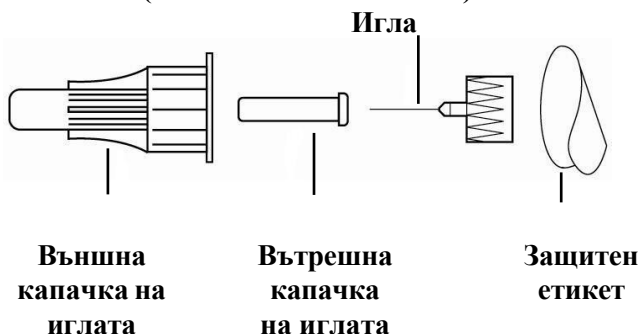 Игла
Външна
капачка на
иглата
Вътрешна
капачка
на иглата
Защитен
етикет